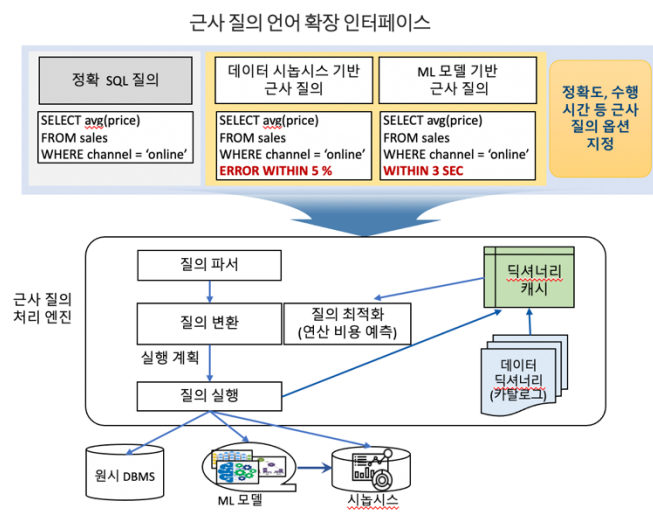 근사 질의 언어 확장 인터페이스
정확 SQL 질의
SELECT avg(price)
FROM sales
WHERE channel = ‘online’
데이터 시놉시스 기반
근사 질의
SELECT avg(price)
FROM sales
WHERE channel = ‘online’
ERROR WITHIN 5 %
ML 모델 기반
근사 질의
SELECT avg(price)
FROM sales
WHERE channel = ‘online’
WITHIN 3 SEC
정확도, 수행
시간 등 근사
질의 옵션
지정
근사 질의
처리 엔진
질의 파서
질의 변환
질의 최적화
(연산 비용 예측)
실행 계획
질의 실행
딕셔너리
캐시
데이터
딕셔너리
(카탈로그)
원시 DBMS
ML 모델
시놉시스